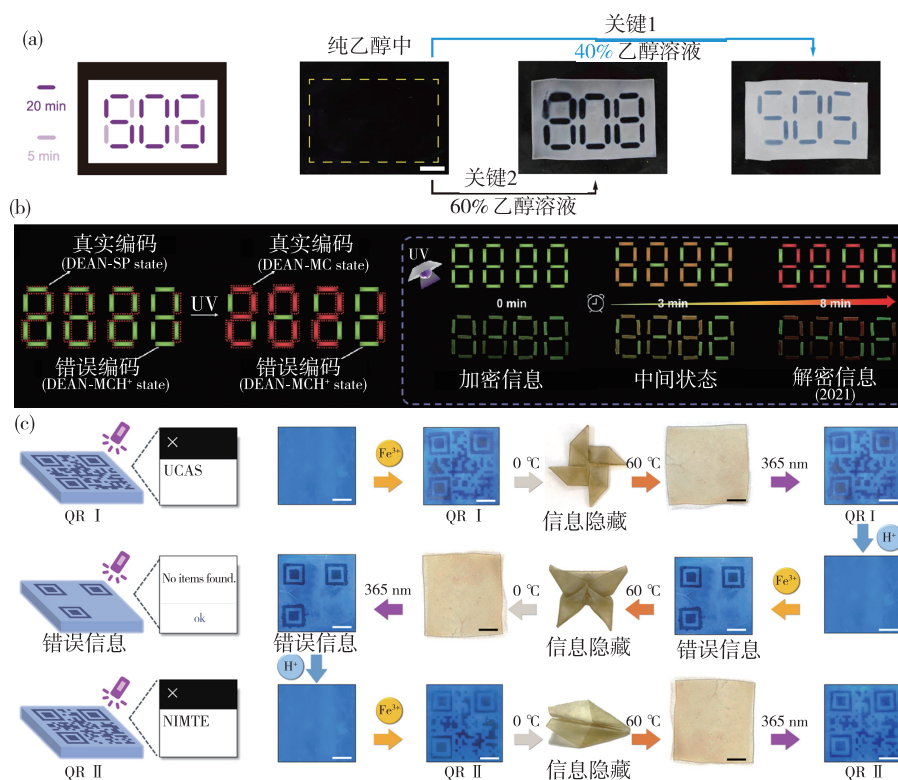 (a)
关键1
纯乙醇中
40% 乙醇溶液
20 min
5 min
关键2
60% 乙醇溶液
(b)
真实编码
(DEAN-SP state)
真实编码
(DEAN-MC state)
UV
UV
0 min
3 min
8 min
错误编码
(DEAN-MCH⁺ state)
错误编码
(DEAN-MCH⁺ state)
加密信息
中间状态
解密信息
(2021)
(c)
×
UCAS
QR Ⅰ
Fe³⁺
QR Ⅰ
0 ℃
信息隐藏
60 ℃
365 nm
QR Ⅰ
H⁺
No items found.
ok
错误信息
错误信息
365 nm
0 ℃
信息隐藏
60 ℃
错误信息
Fe³⁺
H⁺
×
NIMTE
QR Ⅱ
Fe³⁺
QR Ⅱ
0 ℃
信息隐藏
60 ℃
365 nm
QR Ⅱ